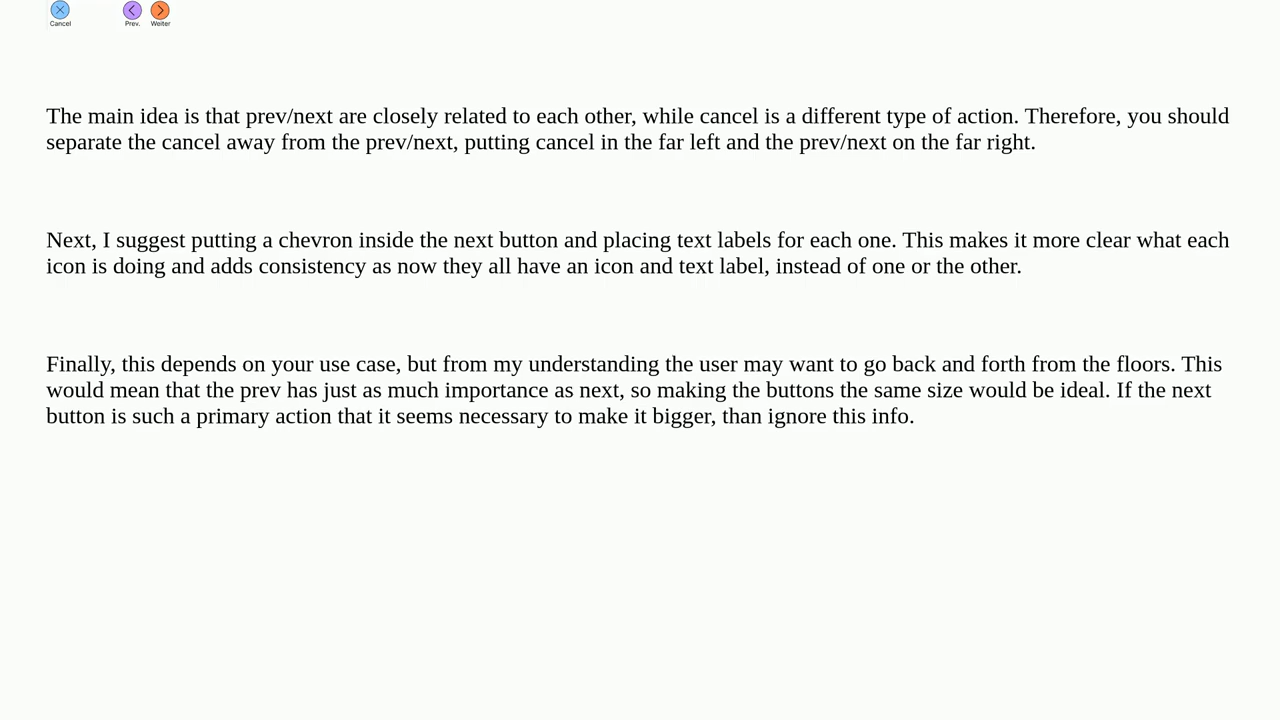 Cancel Prev. Weiter
The main idea is that prev/next are closely related to each other, while cancel is a different type of action. Therefore, you should
separate the cancel away from the prev/next, putting cancel in the far left and the prev/next on the far right.
Next, I suggest putting a chevron inside the next button and placing text labels for each one. This makes it more clear what each
icon is doing and adds consistency as now they all have an icon and text label, instead of one or the other.
Finally, this depends on your use case, but from my understanding the user may want to go back and forth from the floors. This
would mean that the prev has just as much importance as next, so making the buttons the same size would be ideal. If the next
button is such a primary action that it seems necessary to make it bigger, than ignore this info.